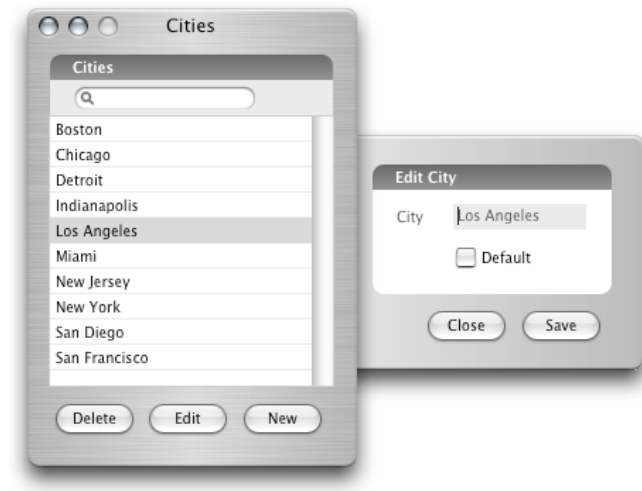 Cities
Cities
Boston
Chicago
Detroit
Indianapolis
Los Angeles
Miami
New Jersey
New York
San Diego
San Francisco
Delete Edit New
Edit City
City Los Angeles
Default
Close Save